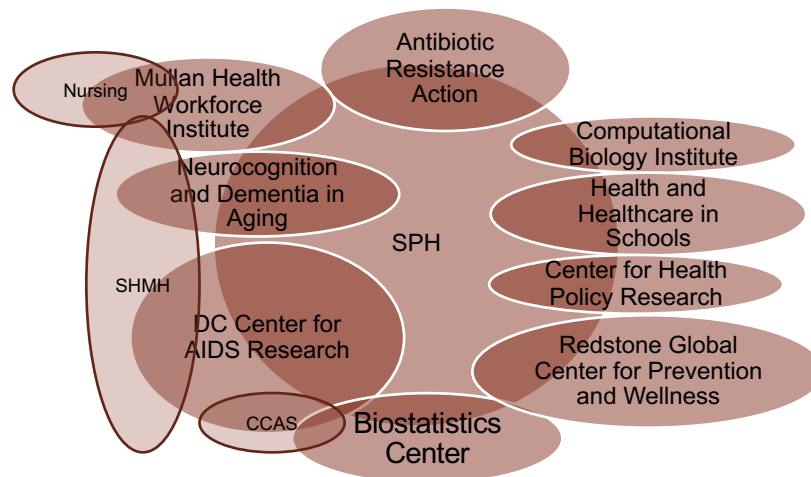 Antibiotic
Resistance
Action
Nursing
Mullan Health
Workforce
Institute
Computational
Biology Institute
Neurocognition
and Dementia in
Aging
Health and
Healthcare in
Schools
SPH
SHMH
Center for Health
Policy Research
DC Center for
AIDS Research
Redstone Global
Center for Prevention
and Wellness
CCAS
Biostatistics
Center